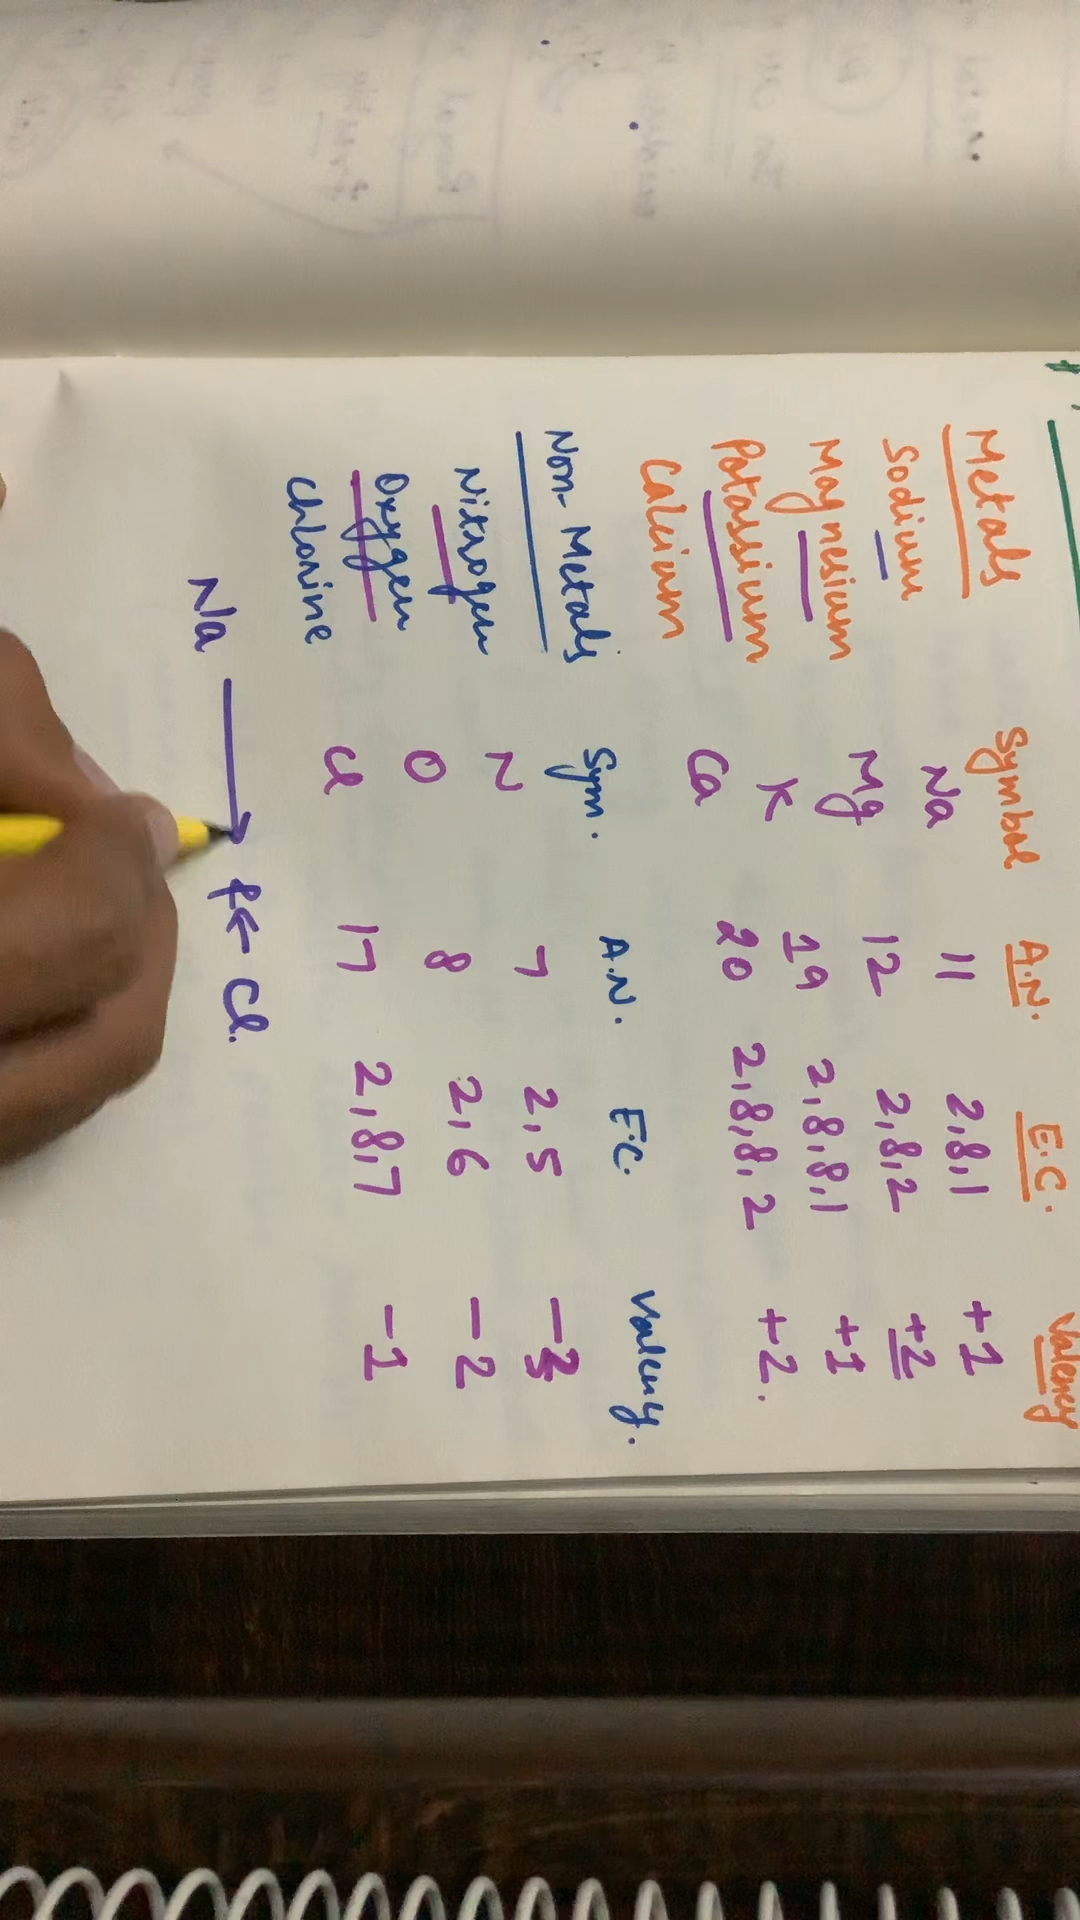 Metals Symbol A.N. E.C. Valency
Sodium Na 11 2,8,1 +1
Magnesium Mg 12 2,8,2 +2
Potassium K 19 2,8,8,1 +1
Calcium Ca 20 2,8,8,2 +2.
Non-Metals Sym. A.N. E.C. Valency.
Nitrogen N 7 2,5 -3
Oxygen O 8 2,6 -2
Chlorine Cl 17 2,8,7 -1
Na Cl.